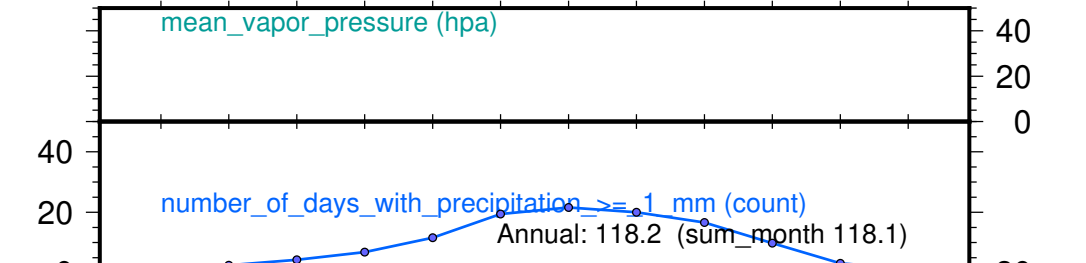 mean_vapor_pressure (hpa)
40
20
0
40
number_of_days_with_precipitation_>=_1_mm (count)
20
Annual: 118.2  (sum_month 118.1)